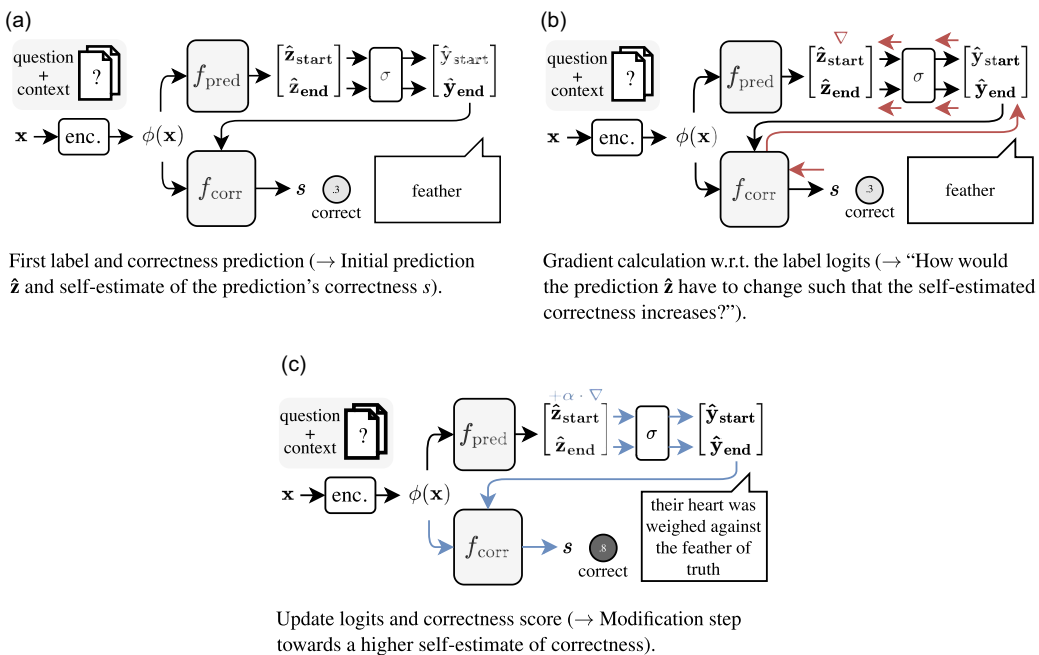 (a)
question
+
context
?
x
enc.
ϕ(x)
f_pred
ẑ_start
ẑ_end
σ
ŷ_start
ŷ_end
f_corr
s
.3
correct
feather
First label and correctness prediction (→ Initial prediction
ẑ and self-estimate of the prediction's correctness s).
(b)
question
+
context
?
x
enc.
ϕ(x)
f_pred
∇
ẑ_start
ẑ_end
σ
ŷ_start
ŷ_end
f_corr
s
.3
correct
feather
Gradient calculation w.r.t. the label logits (→ “How would
the prediction ẑ have to change such that the self-estimated
correctness increases?”).
(c)
question
+
context
?
x
enc.
ϕ(x)
f_pred
+α · ∇
ẑ_start
ẑ_end
σ
ŷ_start
ŷ_end
f_corr
s
.8
correct
their heart was
weighed against
the feather of
truth
Update logits and correctness score (→ Modification step
towards a higher self-estimate of correctness).